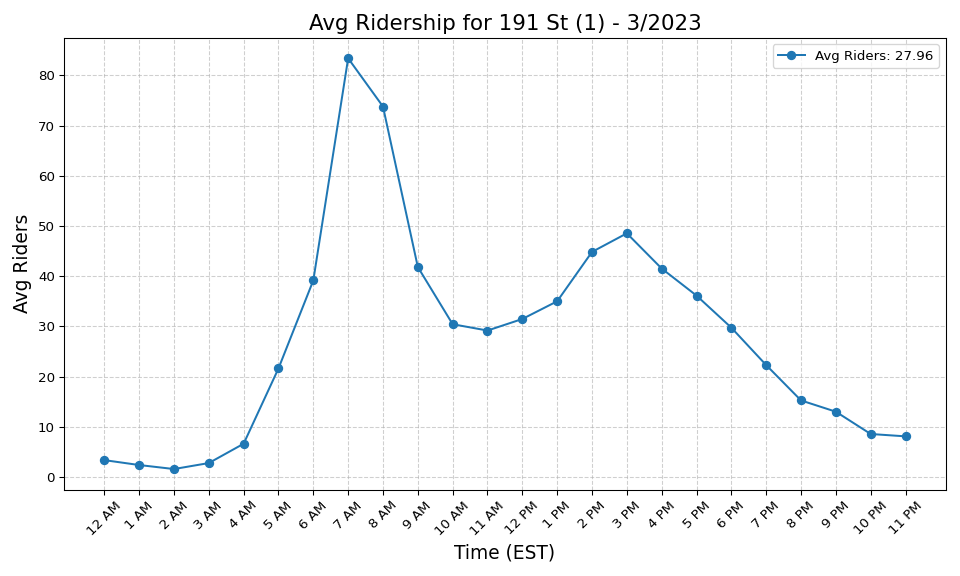 Avg Ridership for 191 St (1) - 3/2023
Avg Riders: 27.96
Avg Riders
80
70
60
50
40
30
20
10
0
12 AM 1 AM 2 AM 3 AM 4 AM 5 AM 6 AM 7 AM 8 AM 9 AM 10 AM 11 AM 12 PM 1 PM 2 PM 3 PM 4 PM 5 PM 6 PM 7 PM 8 PM 9 PM 10 PM 11 PM
Time (EST)